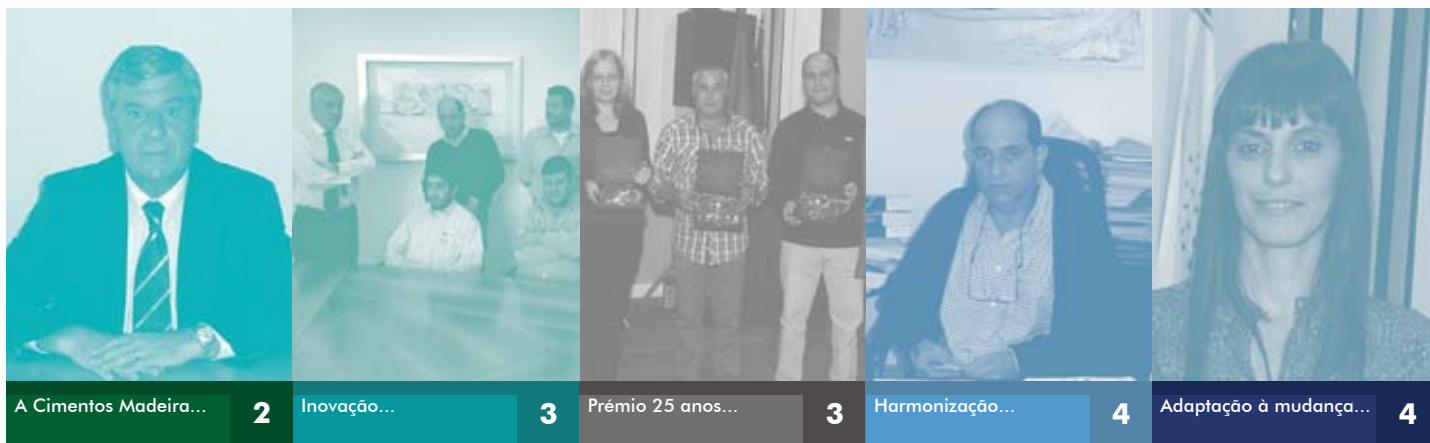 A Cimentos Madeira... 2
Inovação... 3
Prémio 25 anos... 3
Harmonização... 4
Adaptação à mudança... 4